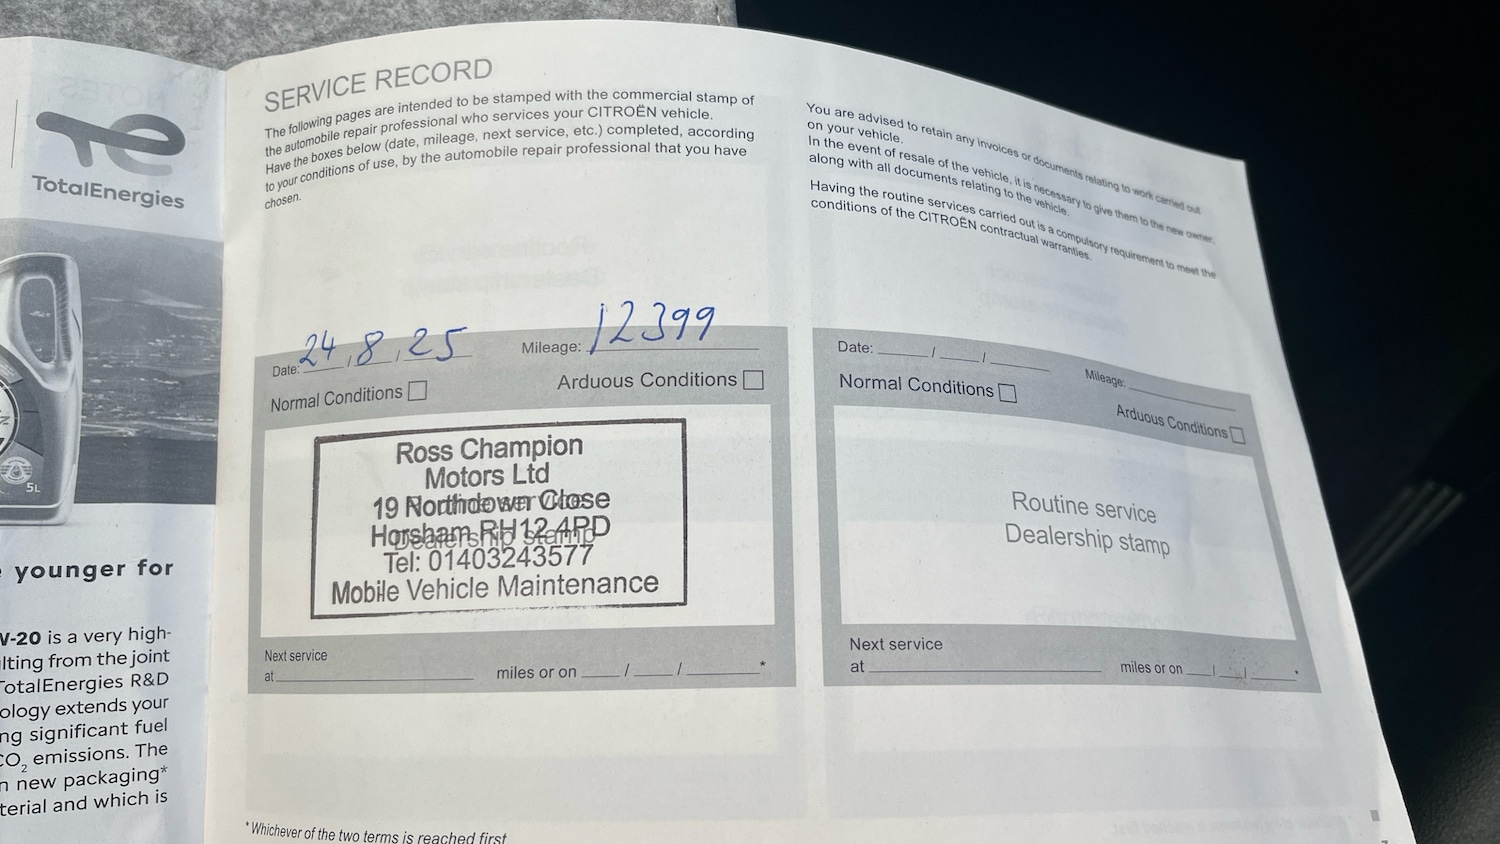 TotalEnergies
5L
younger for
V-20 is a very high-
lting from the joint
TotalEnergies R&D
ology extends your
ng significant fuel
CO2 emissions. The
n new packaging*
terial and which is
SERVICE RECORD
The following pages are intended to be stamped with the commercial stamp of
the automobile repair professional who services your CITROËN vehicle.
Have the boxes below (date, mileage, next service, etc.) completed, according
to your conditions of use, by the automobile repair professional that you have
chosen.
Date: 24/8/25 Mileage: 12399
Normal Conditions Arduous Conditions
Ross Champion
Motors Ltd
19 Northdown Close
Horsham RH12 4PD
Tel: 01403243577
Mobile Vehicle Maintenance
Routine service
Dealership stamp
Next service
at miles or on / / *
*Whichever of the two terms is reached first
You are advised to retain any invoices or documents relating to work carried out
on your vehicle.
In the event of resale of the vehicle, it is necessary to give them to the new owner,
along with all documents relating to the vehicle.
Having the routine services carried out is a compulsory requirement to meet the
conditions of the CITROËN contractual warranties.
Date: / / Mileage:
Normal Conditions Arduous Conditions
Routine service
Dealership stamp
Next service
at miles or on / / *